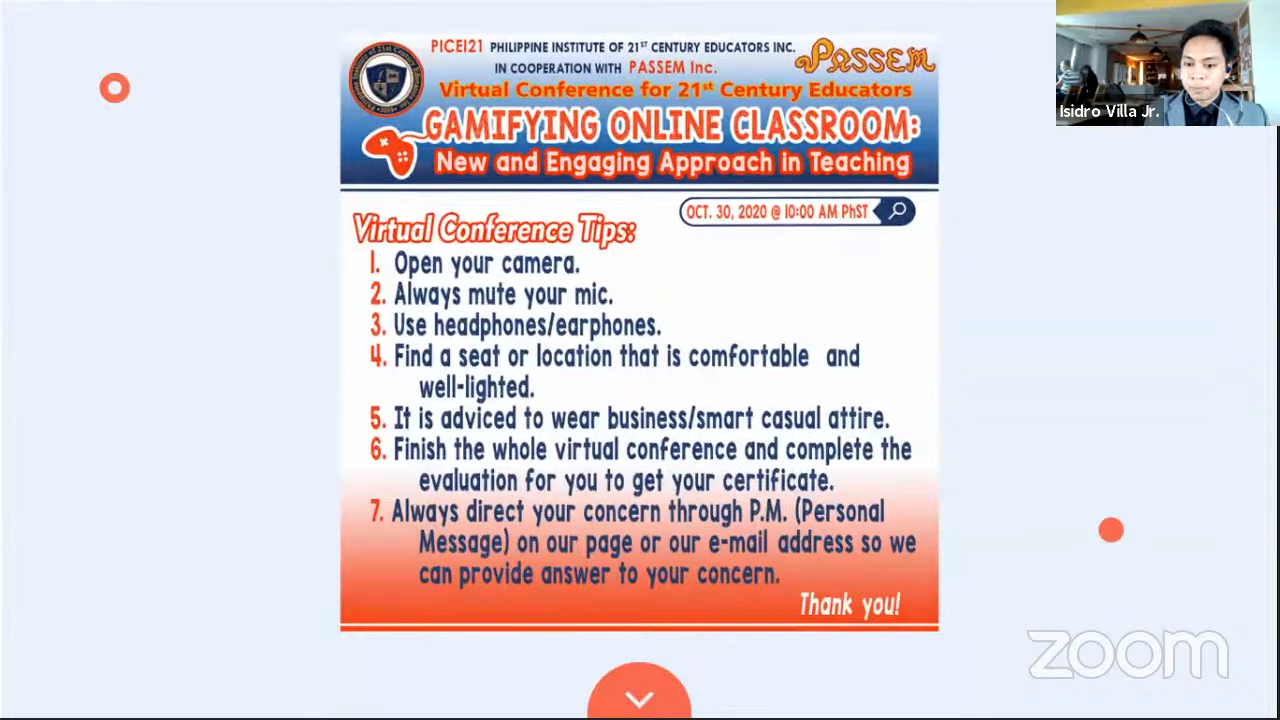 PICEI21 PHILIPPINE INSTITUTE OF 21ST CENTURY EDUCATORS INC.
IN COOPERATION WITH PASSEM Inc.
PASSEM
Virtual Conference for 21st Century Educators
GAMIFYING ONLINE CLASSROOM:
New and Engaging Approach in Teaching
Isidro Villa Jr.
OCT. 30, 2020 @ 10:00 AM PhST
Virtual Conference Tips:
1. Open your camera.
2. Always mute your mic.
3. Use headphones/earphones.
4. Find a seat or location that is comfortable and
well-lighted.
5. It is adviced to wear business/smart casual attire.
6. Finish the whole virtual conference and complete the
evaluation for you to get your certificate.
7. Always direct your concern through P.M. (Personal
Message) on our page or our e-mail address so we
can provide answer to your concern.
Thank you!
zoom